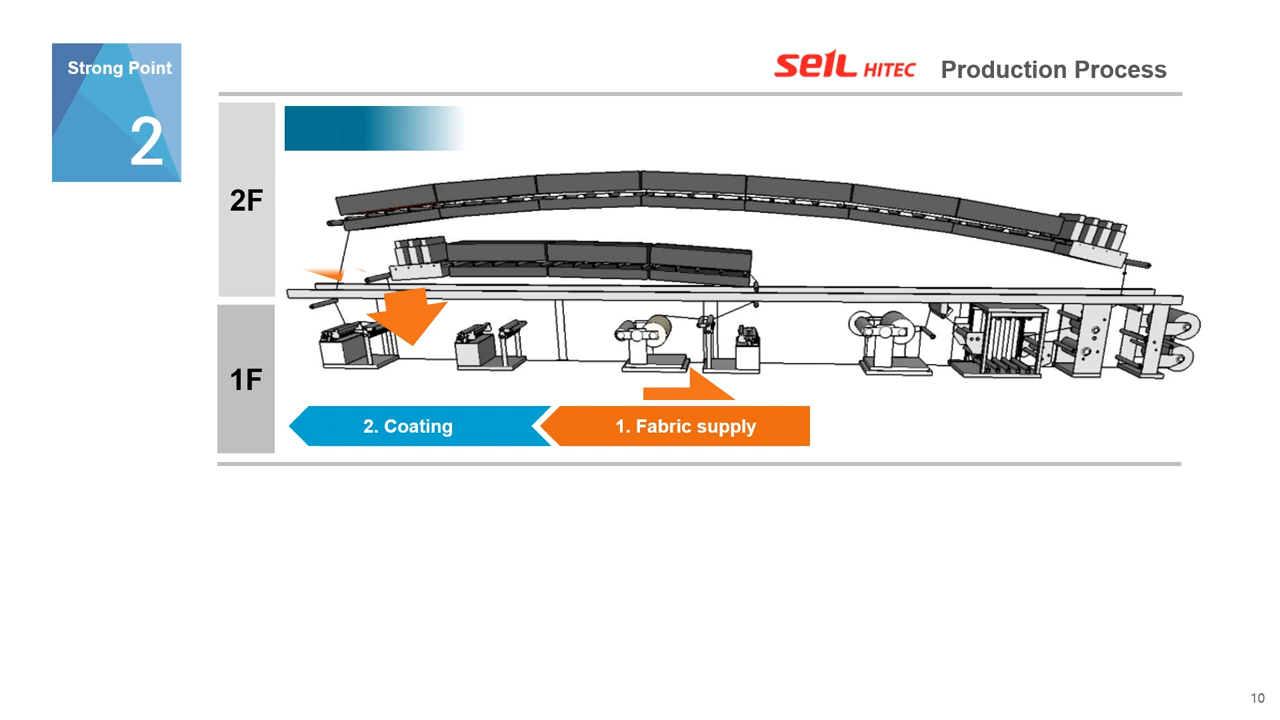 Strong Point
2
SEIL HITEC
Production Process
2F
1F
2. Coating
1. Fabric supply
10